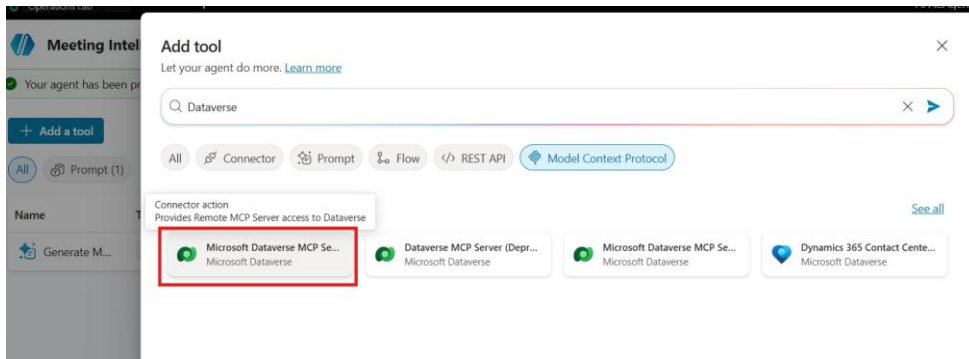 Operations Lab
Meeting Intel
Your agent has been pr
+ Add a tool
All
Prompt (1)
Name
T
Generate M...
Add tool
Let your agent do more. Learn more
Dataverse
All
Connector
Prompt
Flow
REST API
Model Context Protocol
Connector action
Provides Remote MCP Server access to Dataverse
See all
Microsoft Dataverse MCP Se...
Microsoft Dataverse
Dataverse MCP Server (Depr...
Microsoft Dataverse
Microsoft Dataverse MCP Se...
Microsoft Dataverse
Dynamics 365 Contact Cente...
Microsoft Dataverse